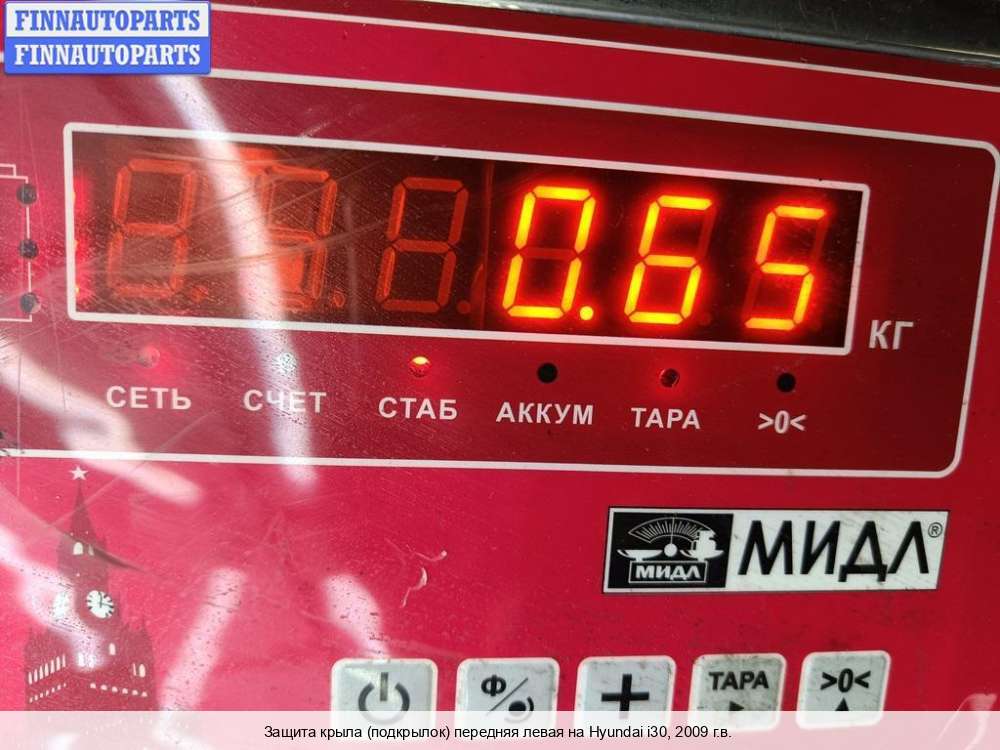 FINNAUTOPARTS
FINNAUTOPARTS
0.65
КГ
СЕТЬ СЧЕТ СТАБ АККУМ ТАРА >0<
МИДЛ МИДЛ®
Ф ТАРА >0<
Защита крыла (подкрылок) передняя левая на Hyundai i30, 2009 г.в.